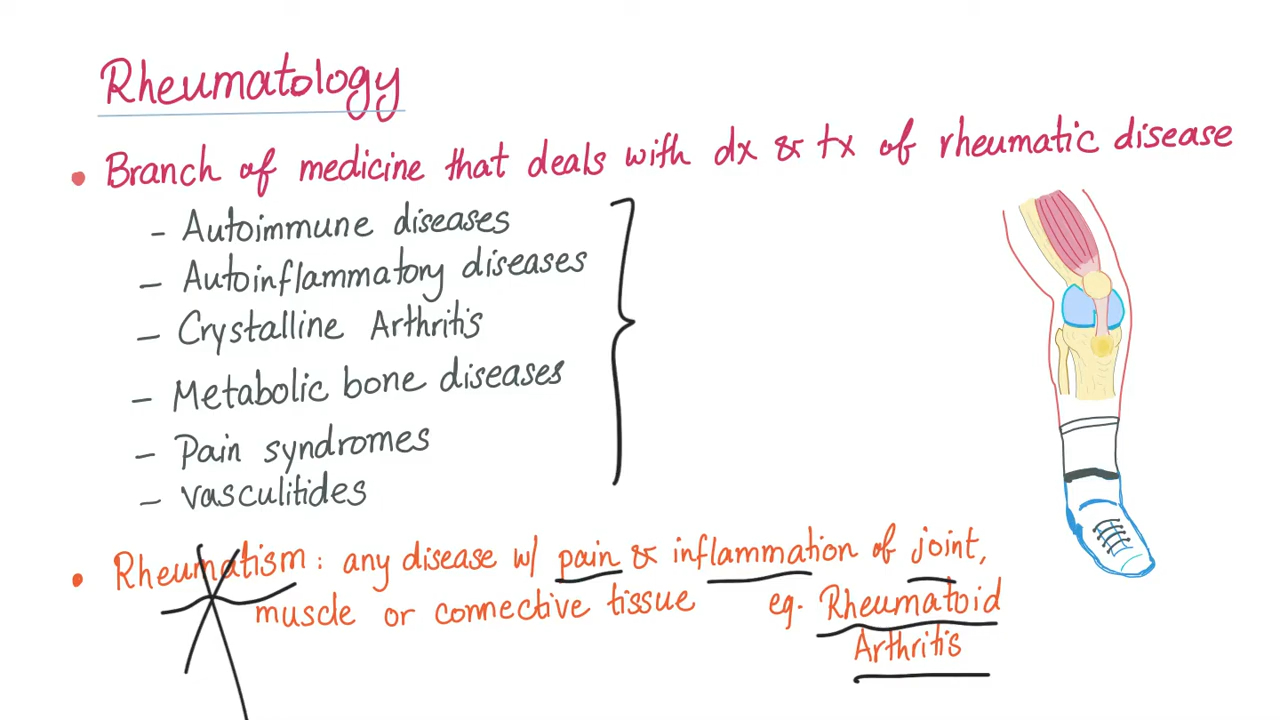 Rheumatology
• Branch of medicine that deals with dx & tx of rheumatic disease
- Autoimmune diseases
- Autoinflammatory diseases
- Crystalline Arthritis
- Metabolic bone diseases
- Pain syndromes
- Vasculitides
• Rheumatism: any disease w/ pain & inflammation of joint,
muscle or connective tissue eg. Rheumatoid
Arthritis